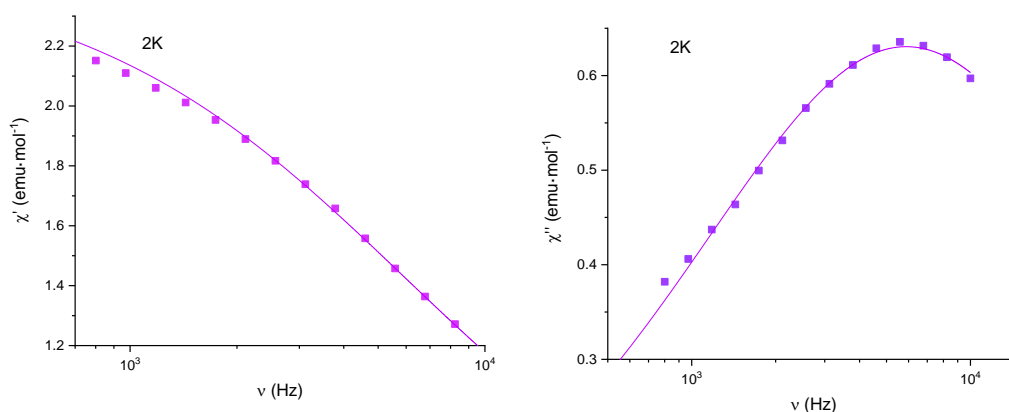 2K
2.2
2.0
1.8
1.6
1.4
1.2
χ′ (emu·mol⁻¹)
10³
10⁴
ν (Hz)
2K
0.6
0.5
0.4
0.3
χ′′ (emu·mol⁻¹)
10³
10⁴
ν (Hz)